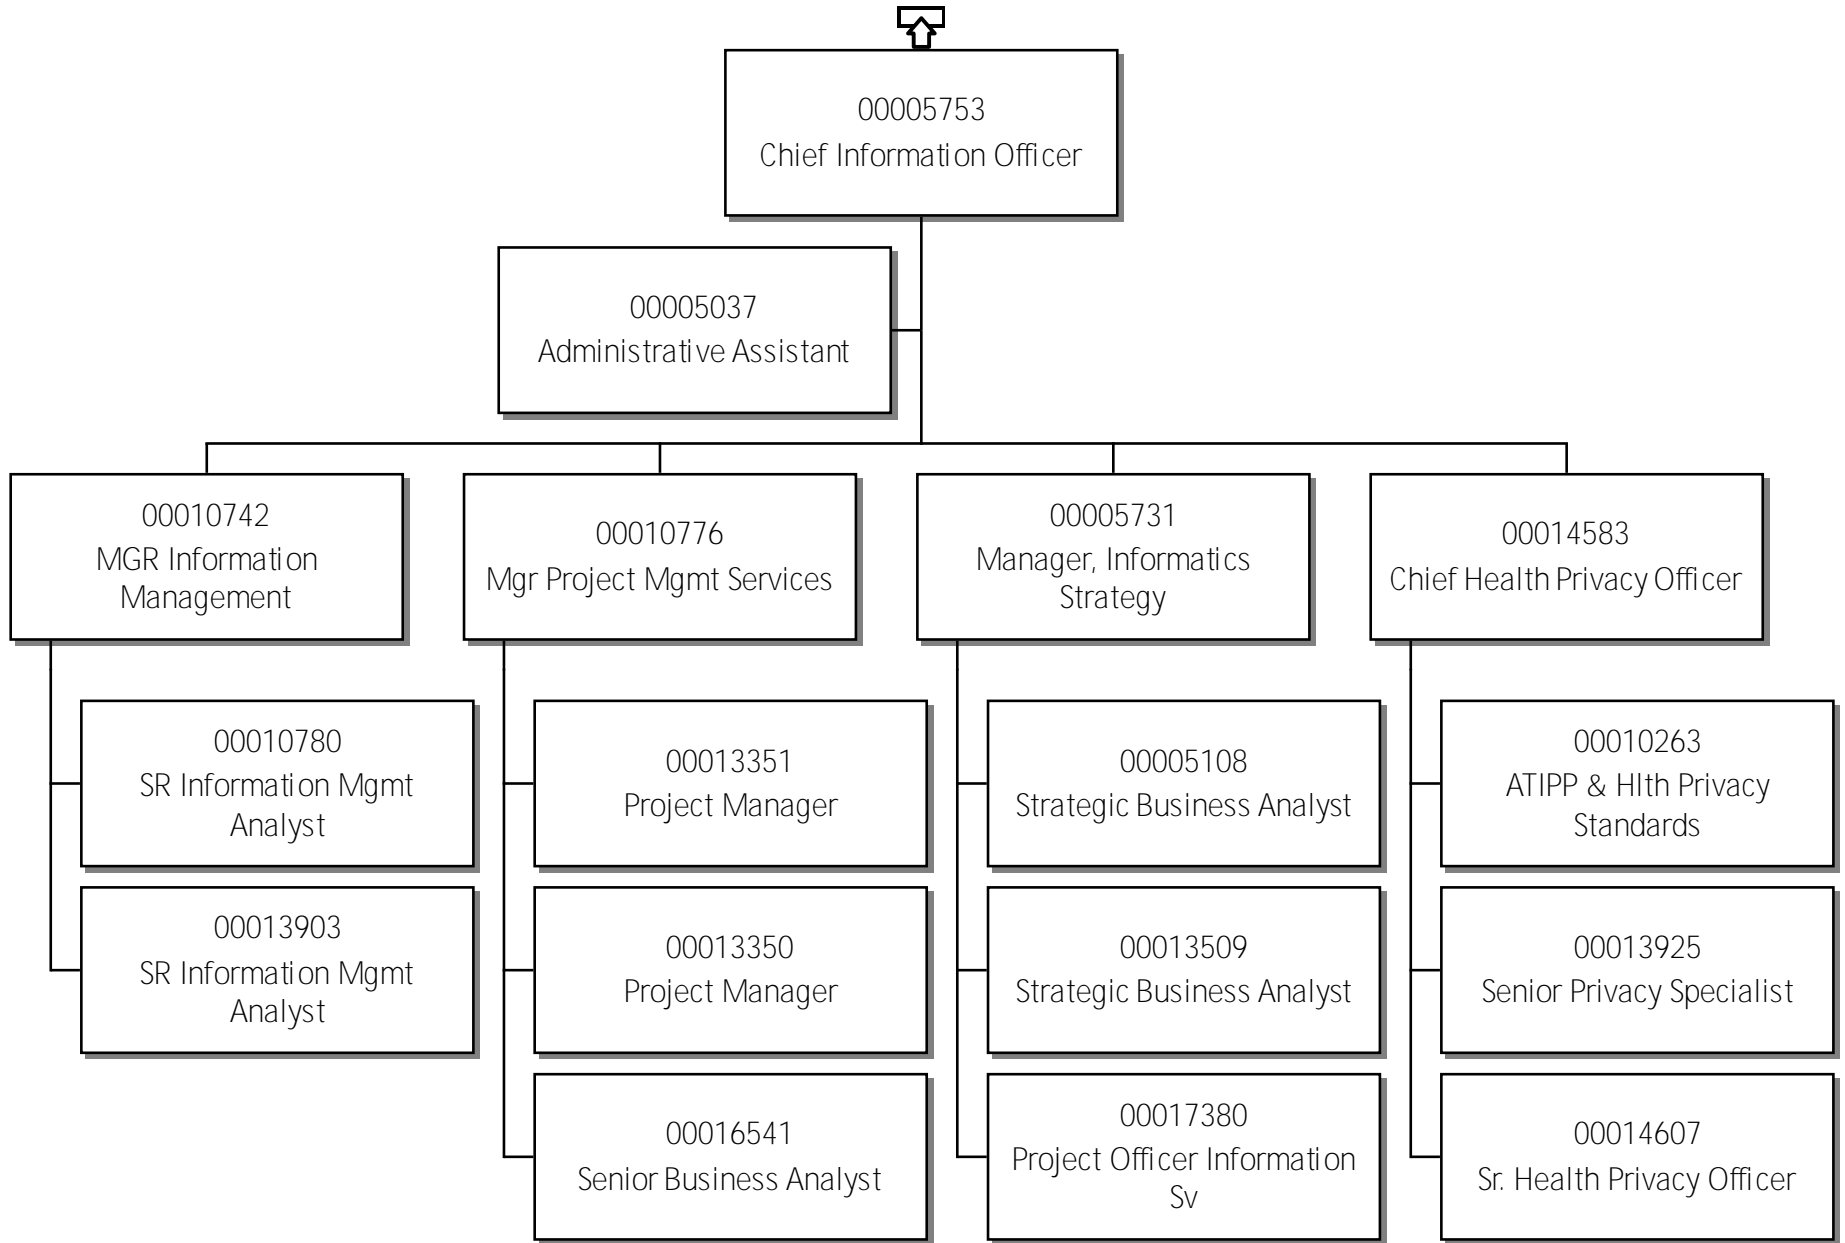 00005753
Chief Information Officer
00005037
Administrative Assistant
00010742
MGR Information
Management
00010776
Mgr Project Mgmt Services
00005731
Manager, Informatics
Strategy
00014583
Chief Health Privacy Officer
00010780
SR Information Mgmt
Analyst
00013903
SR Information Mgmt
Analyst
00013351
Project Manager
00013350
Project Manager
00016541
Senior Business Analyst
00005108
Strategic Business Analyst
00013509
Strategic Business Analyst
00017380
Project Officer Information
Sv
00010263
ATIPP & Hlth Privacy
Standards
00013925
Senior Privacy Specialist
00014607
Sr. Health Privacy Officer